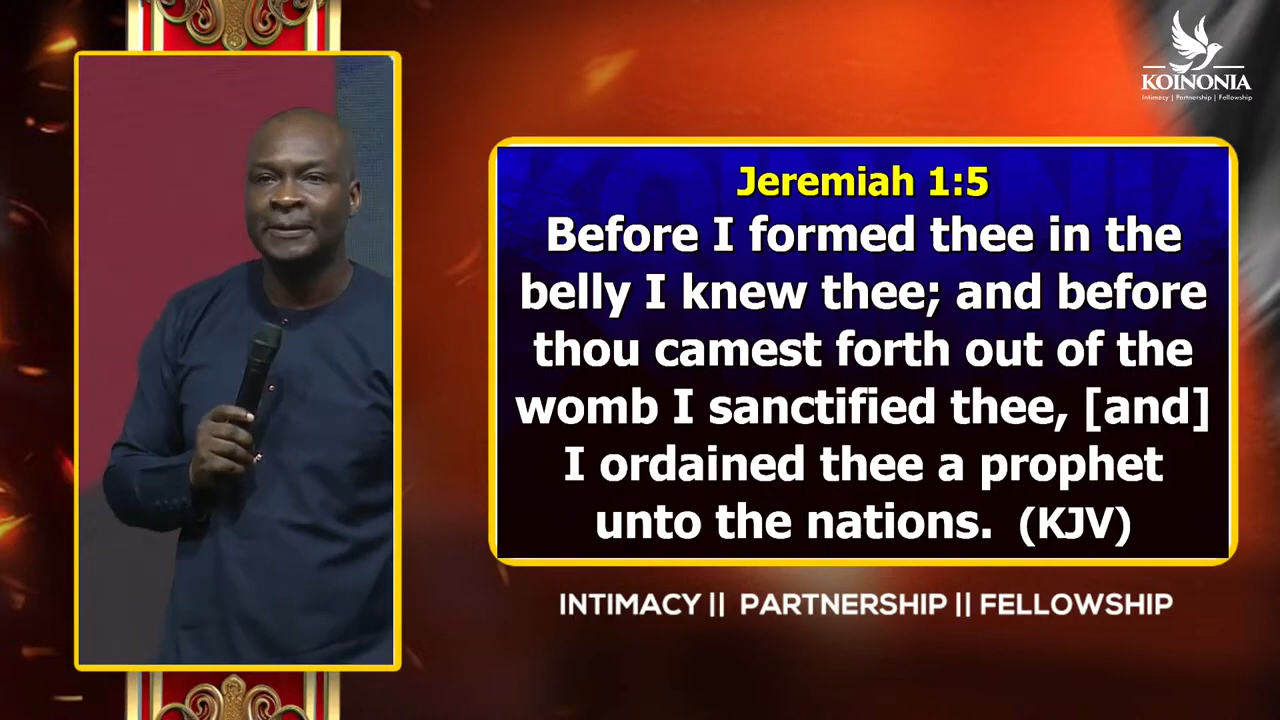 KOINONIA
Intimacy | Partnership | Fellowship
Jeremiah 1:5
Before I formed thee in the
belly I knew thee; and before
thou camest forth out of the
womb I sanctified thee, [and]
I ordained thee a prophet
unto the nations. (KJV)
INTIMACY || PARTNERSHIP || FELLOWSHIP